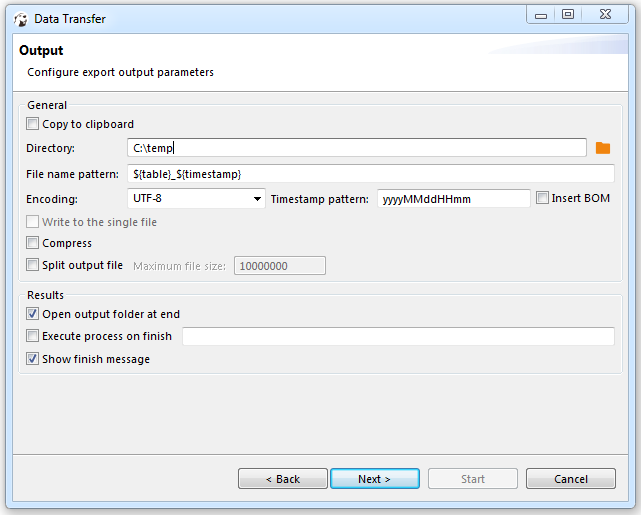 Data Transfer
Output
Configure export output parameters
General
Copy to clipboard
Directory: C:\temp
File name pattern: ${table}_${timestamp}
Encoding: UTF-8 Timestamp pattern: yyyyMMddHHmm Insert BOM
Write to the single file
Compress
Split output file Maximum file size: 10000000
Results
Open output folder at end
Execute process on finish
Show finish message
< Back Next > Start Cancel